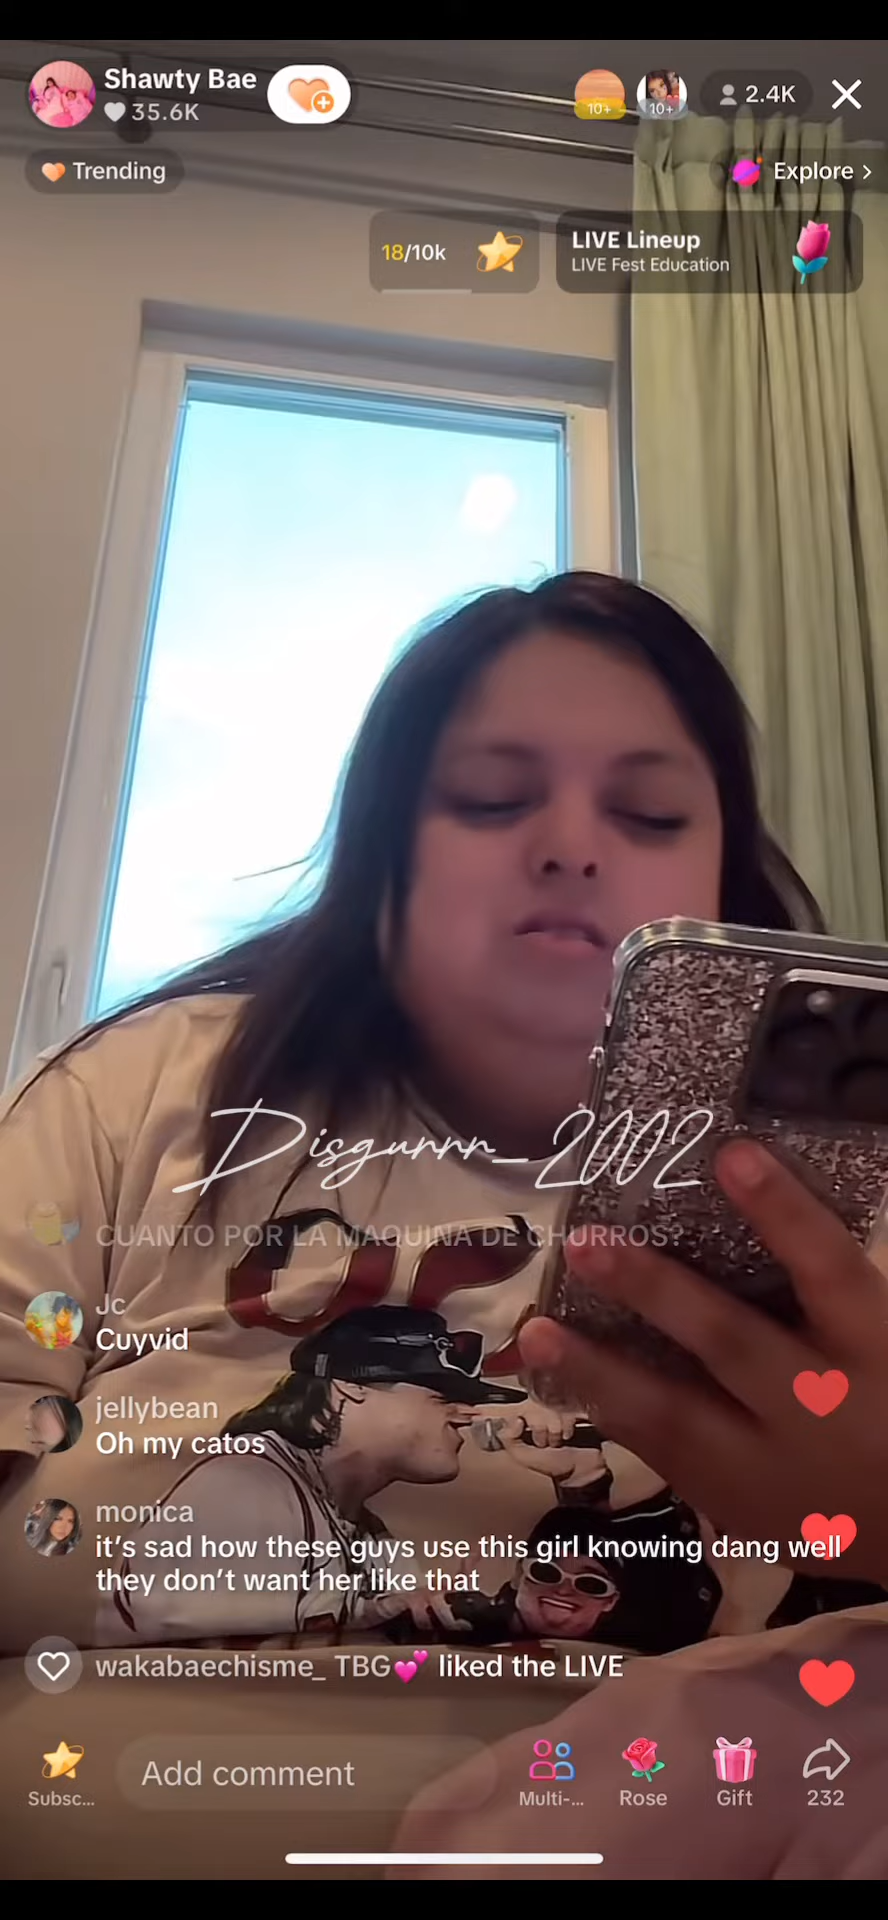 Shawty Bae
35.6K
10+
10+
2.4K
Trending
Explore >
18/10k
LIVE Lineup
LIVE Fest Education
Disgurrr_2002
CUANTO POR LA MAQUINA DE CHURROS?
Jc
Cuyvid
jellybean
Oh my catos
monica
it's sad how these guys use this girl knowing dang well
they don't want her like that
wakabaechisme_ TBG💕 liked the LIVE
Add comment
Subsc...
Multi-...
Rose
Gift
232